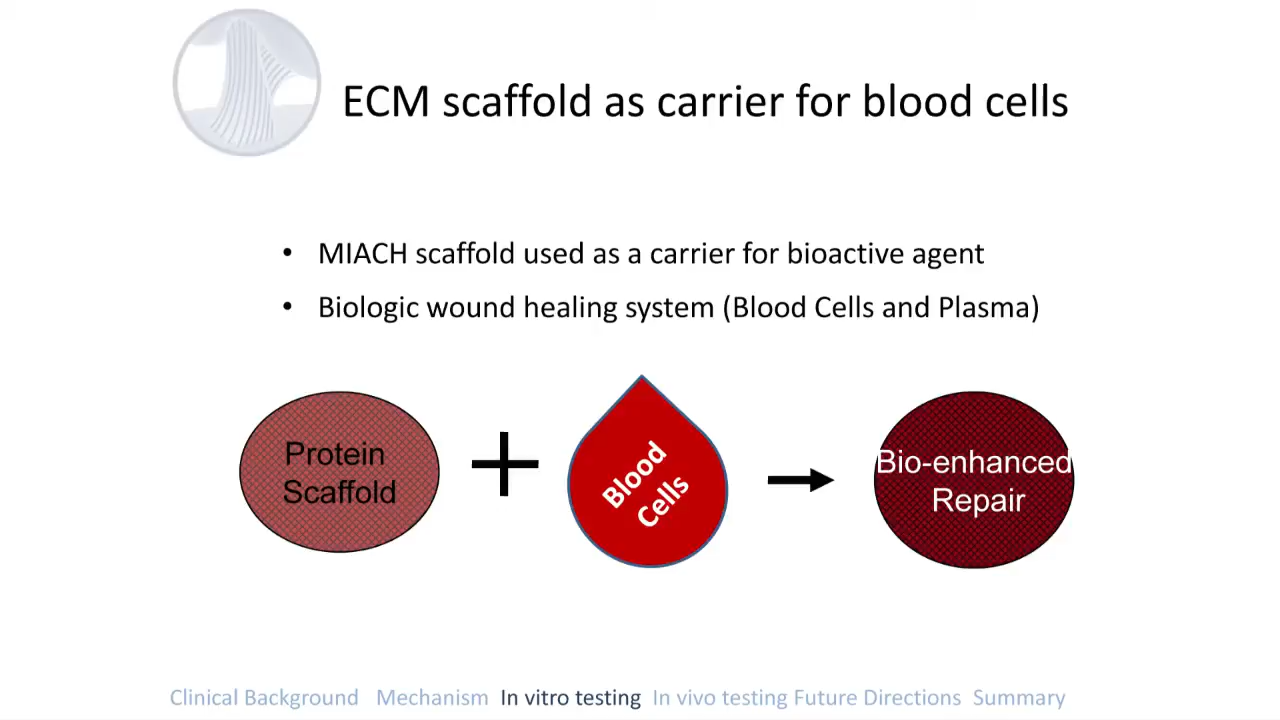 ECM scaffold as carrier for blood cells
• MIACH scaffold used as a carrier for bioactive agent
• Biologic wound healing system (Blood Cells and Plasma)
Protein
Scaffold
+
Blood
Cells
Bio-enhanced
Repair
Clinical Background Mechanism In vitro testing In vivo testing Future Directions Summary